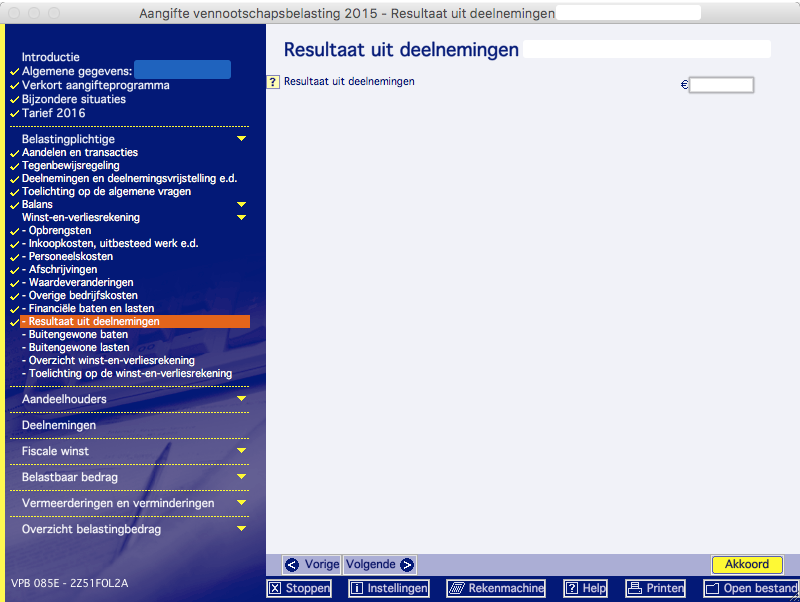 Aangifte vennootschapsbelasting 2015 - Resultaat uit deelnemingen
Introductie
Algemene gegevens:
Verkort aangifteprogramma
Bijzondere situaties
Tarief 2016
Belastingplichtige
Aandelen en transacties
Tegenbewijsregeling
Deelnemingen en deelnemingsvrijstelling e.d.
Toelichting op de algemene vragen
Balans
Winst-en-verliesrekening
- Opbrengsten
- Inkoopkosten, uitbesteed werk e.d.
- Personeelskosten
- Afschrijvingen
- Waardeveranderingen
- Overige bedrijfskosten
- Financiële baten en lasten
- Resultaat uit deelnemingen
- Buitengewone baten
- Buitengewone lasten
- Overzicht winst-en-verliesrekening
- Toelichting op de winst-en-verliesrekening
Aandeelhouders
Deelnemingen
Fiscale winst
Belastbaar bedrag
Vermeerderingen en verminderingen
Overzicht belastingbedrag
VPB 085E - 2Z51FOL2A
Resultaat uit deelnemingen
? Resultaat uit deelnemingen €
Vorige Volgende Akkoord
Stoppen Instellingen Rekenmachine Help Printen Open bestand